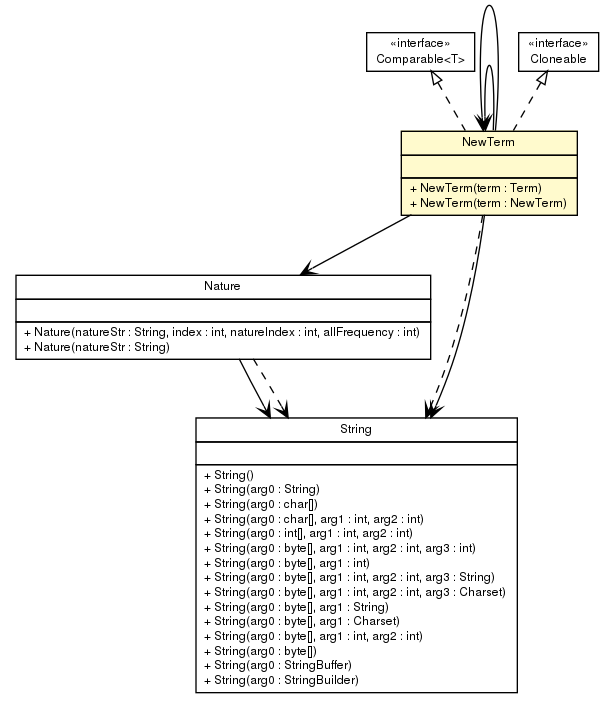 «interface»
Comparable<T>
«interface»
Cloneable
NewTerm
+ NewTerm(term : Term)
+ NewTerm(term : NewTerm)
Nature
+ Nature(natureStr : String, index : int, natureIndex : int, allFrequency : int)
+ Nature(natureStr : String)
String
+ String()
+ String(arg0 : String)
+ String(arg0 : char[])
+ String(arg0 : char[], arg1 : int, arg2 : int)
+ String(arg0 : int[], arg1 : int, arg2 : int)
+ String(arg0 : byte[], arg1 : int, arg2 : int, arg3 : int)
+ String(arg0 : byte[], arg1 : int)
+ String(arg0 : byte[], arg1 : int, arg2 : int, arg3 : String)
+ String(arg0 : byte[], arg1 : int, arg2 : int, arg3 : Charset)
+ String(arg0 : byte[], arg1 : String)
+ String(arg0 : byte[], arg1 : Charset)
+ String(arg0 : byte[], arg1 : int, arg2 : int)
+ String(arg0 : byte[])
+ String(arg0 : StringBuffer)
+ String(arg0 : StringBuilder)